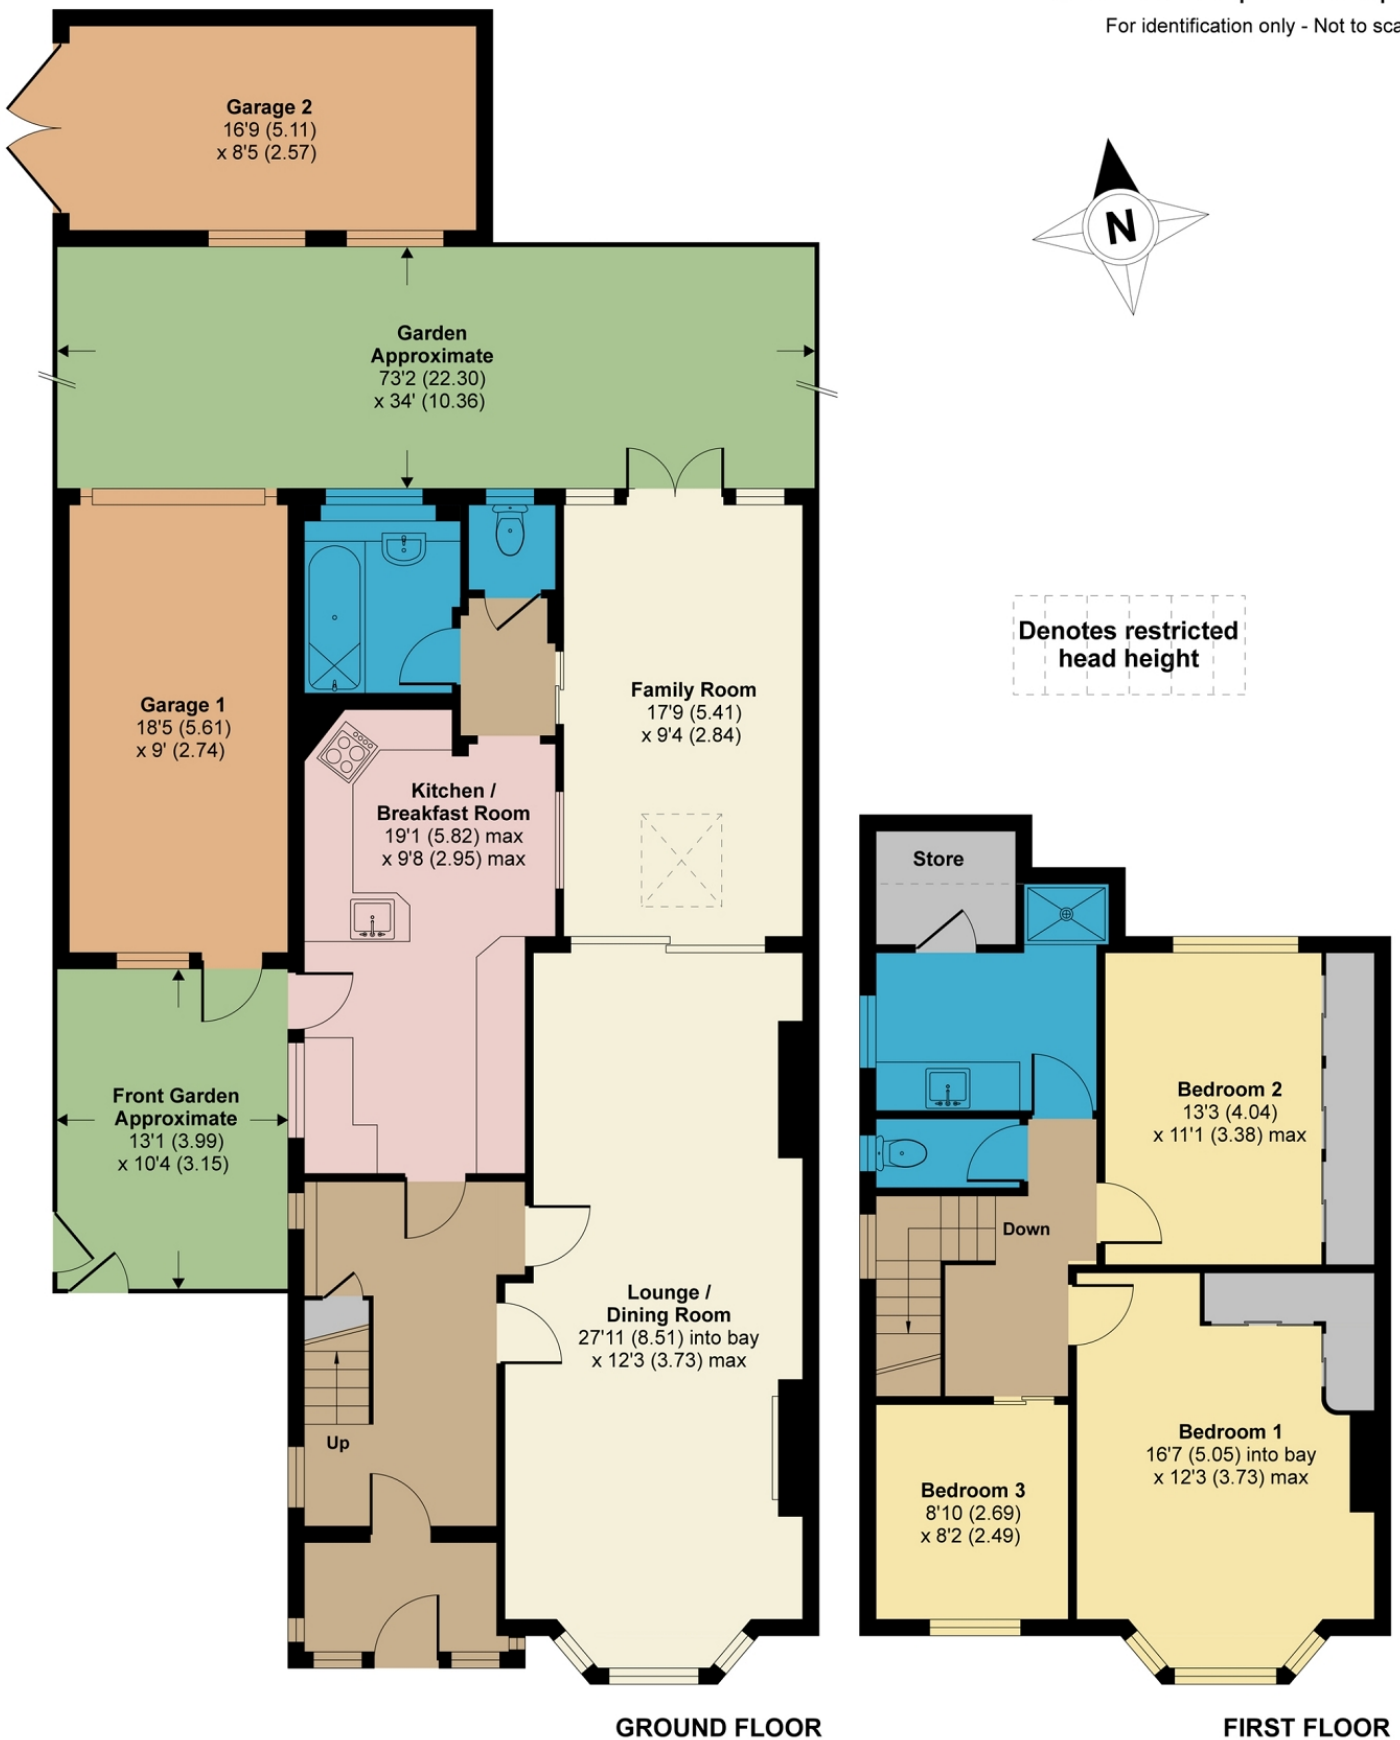 For identification only - Not to sca
Garage 2
16'9 (5.11)
x 8'5 (2.57)
N
Garden
Approximate
73'2 (22.30)
x 34' (10.36)
Denotes restricted
head height
Garage 1
18'5 (5.61)
x 9' (2.74)
Family Room
17'9 (5.41)
x 9'4 (2.84)
Kitchen /
Breakfast Room
19'1 (5.82) max
x 9'8 (2.95) max
Store
Front Garden
Approximate
13'1 (3.99)
x 10'4 (3.15)
Bedroom 2
13'3 (4.04)
x 11'1 (3.38) max
Down
Lounge /
Dining Room
27'11 (8.51) into bay
x 12'3 (3.73) max
Up
Bedroom 1
16'7 (5.05) into bay
x 12'3 (3.73) max
Bedroom 3
8'10 (2.69)
x 8'2 (2.49)
GROUND FLOOR
FIRST FLOOR